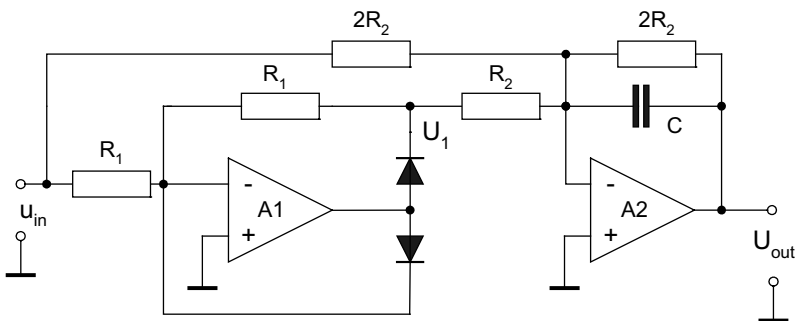 2R₂
2R₂
R₁
R₂
U₁
C
R₁
-
A1
+
-
A2
+
uᵢₙ
Uₒᵤₜ